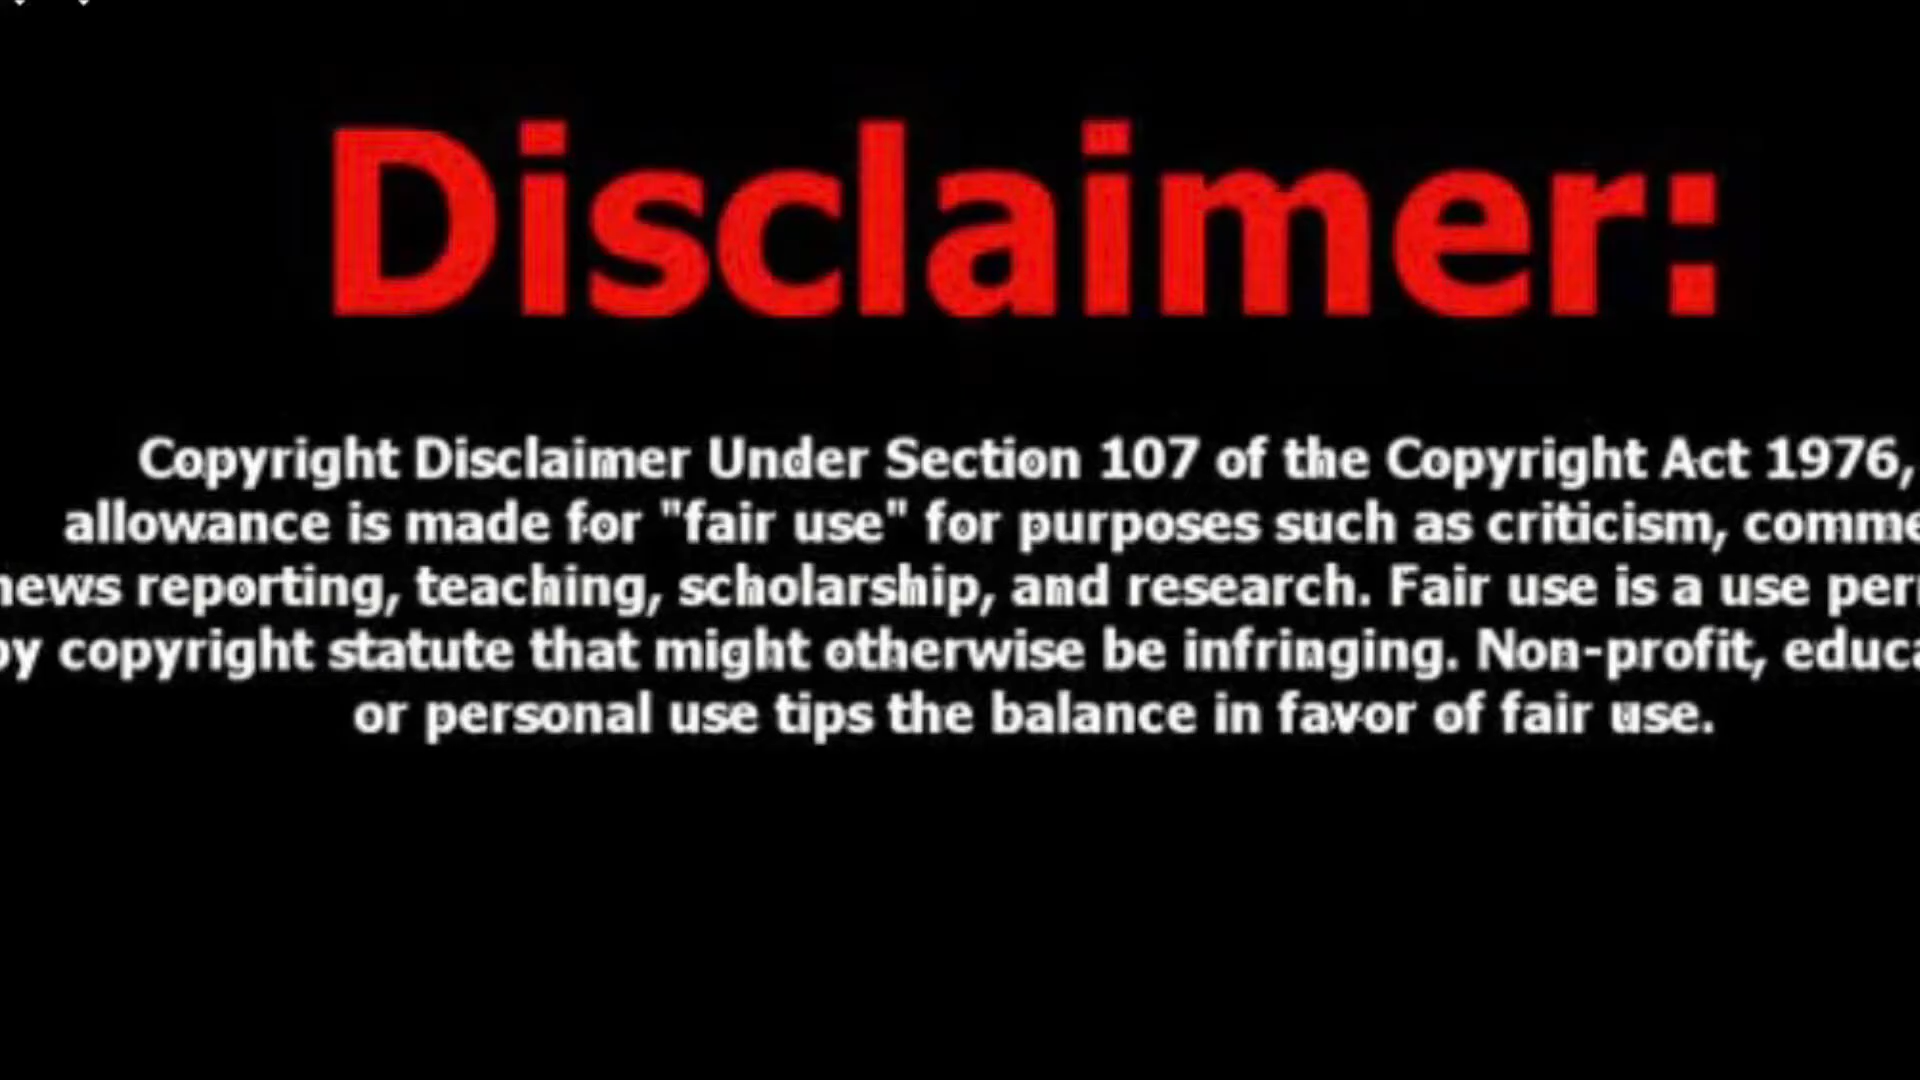 Disclaimer:
Copyright Disclaimer Under Section 107 of the Copyright Act 1976,
allowance is made for "fair use" for purposes such as criticism,
news reporting, teaching, scholarship, and research. Fair use is a use
by copyright statute that might otherwise be infringing. Non-profit,
or personal use tips the balance in favor of fair use.